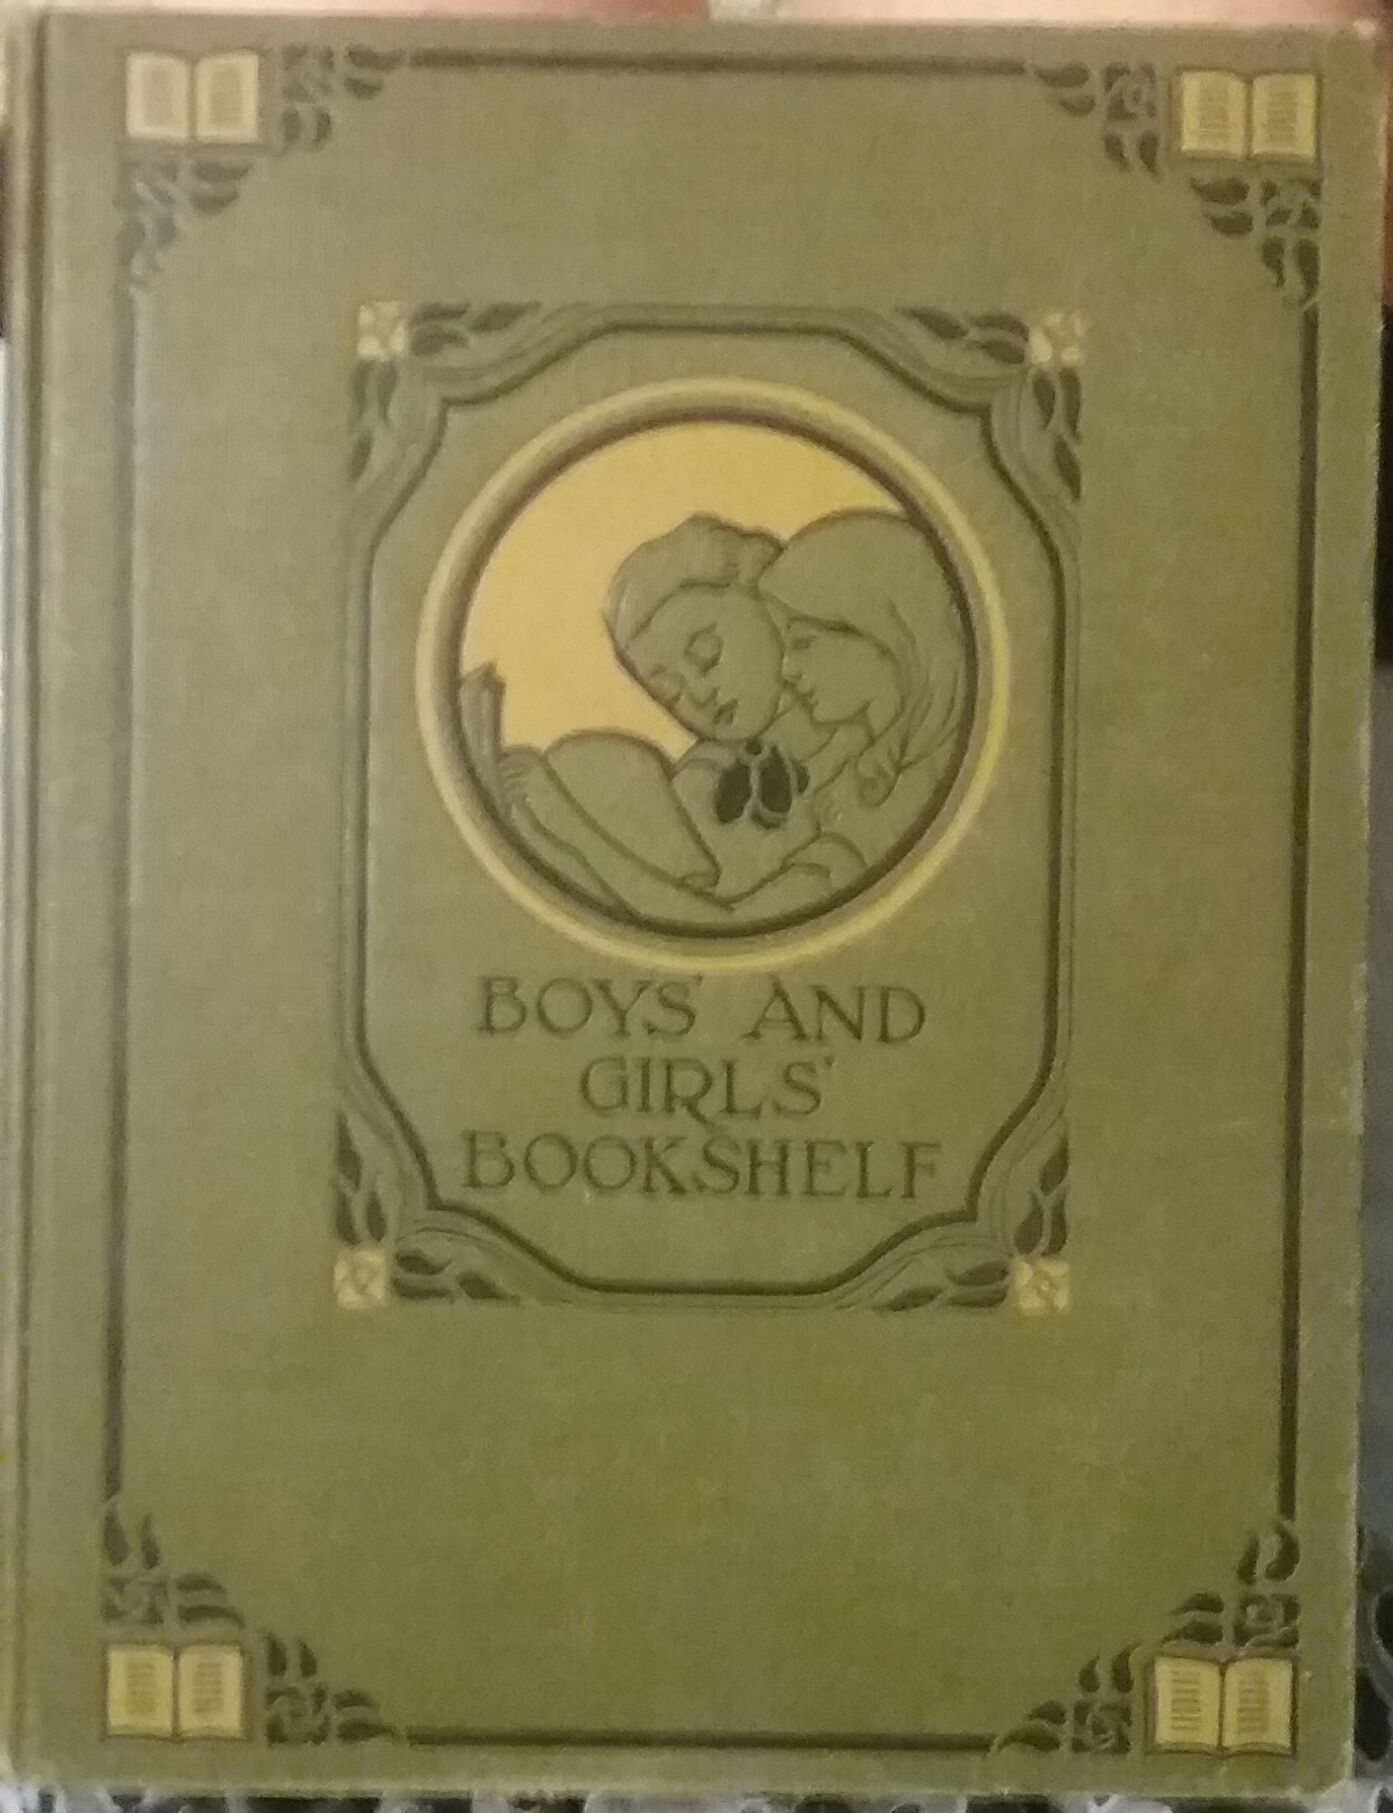 BOYS' AND
GIRLS'
BOOKSHELF